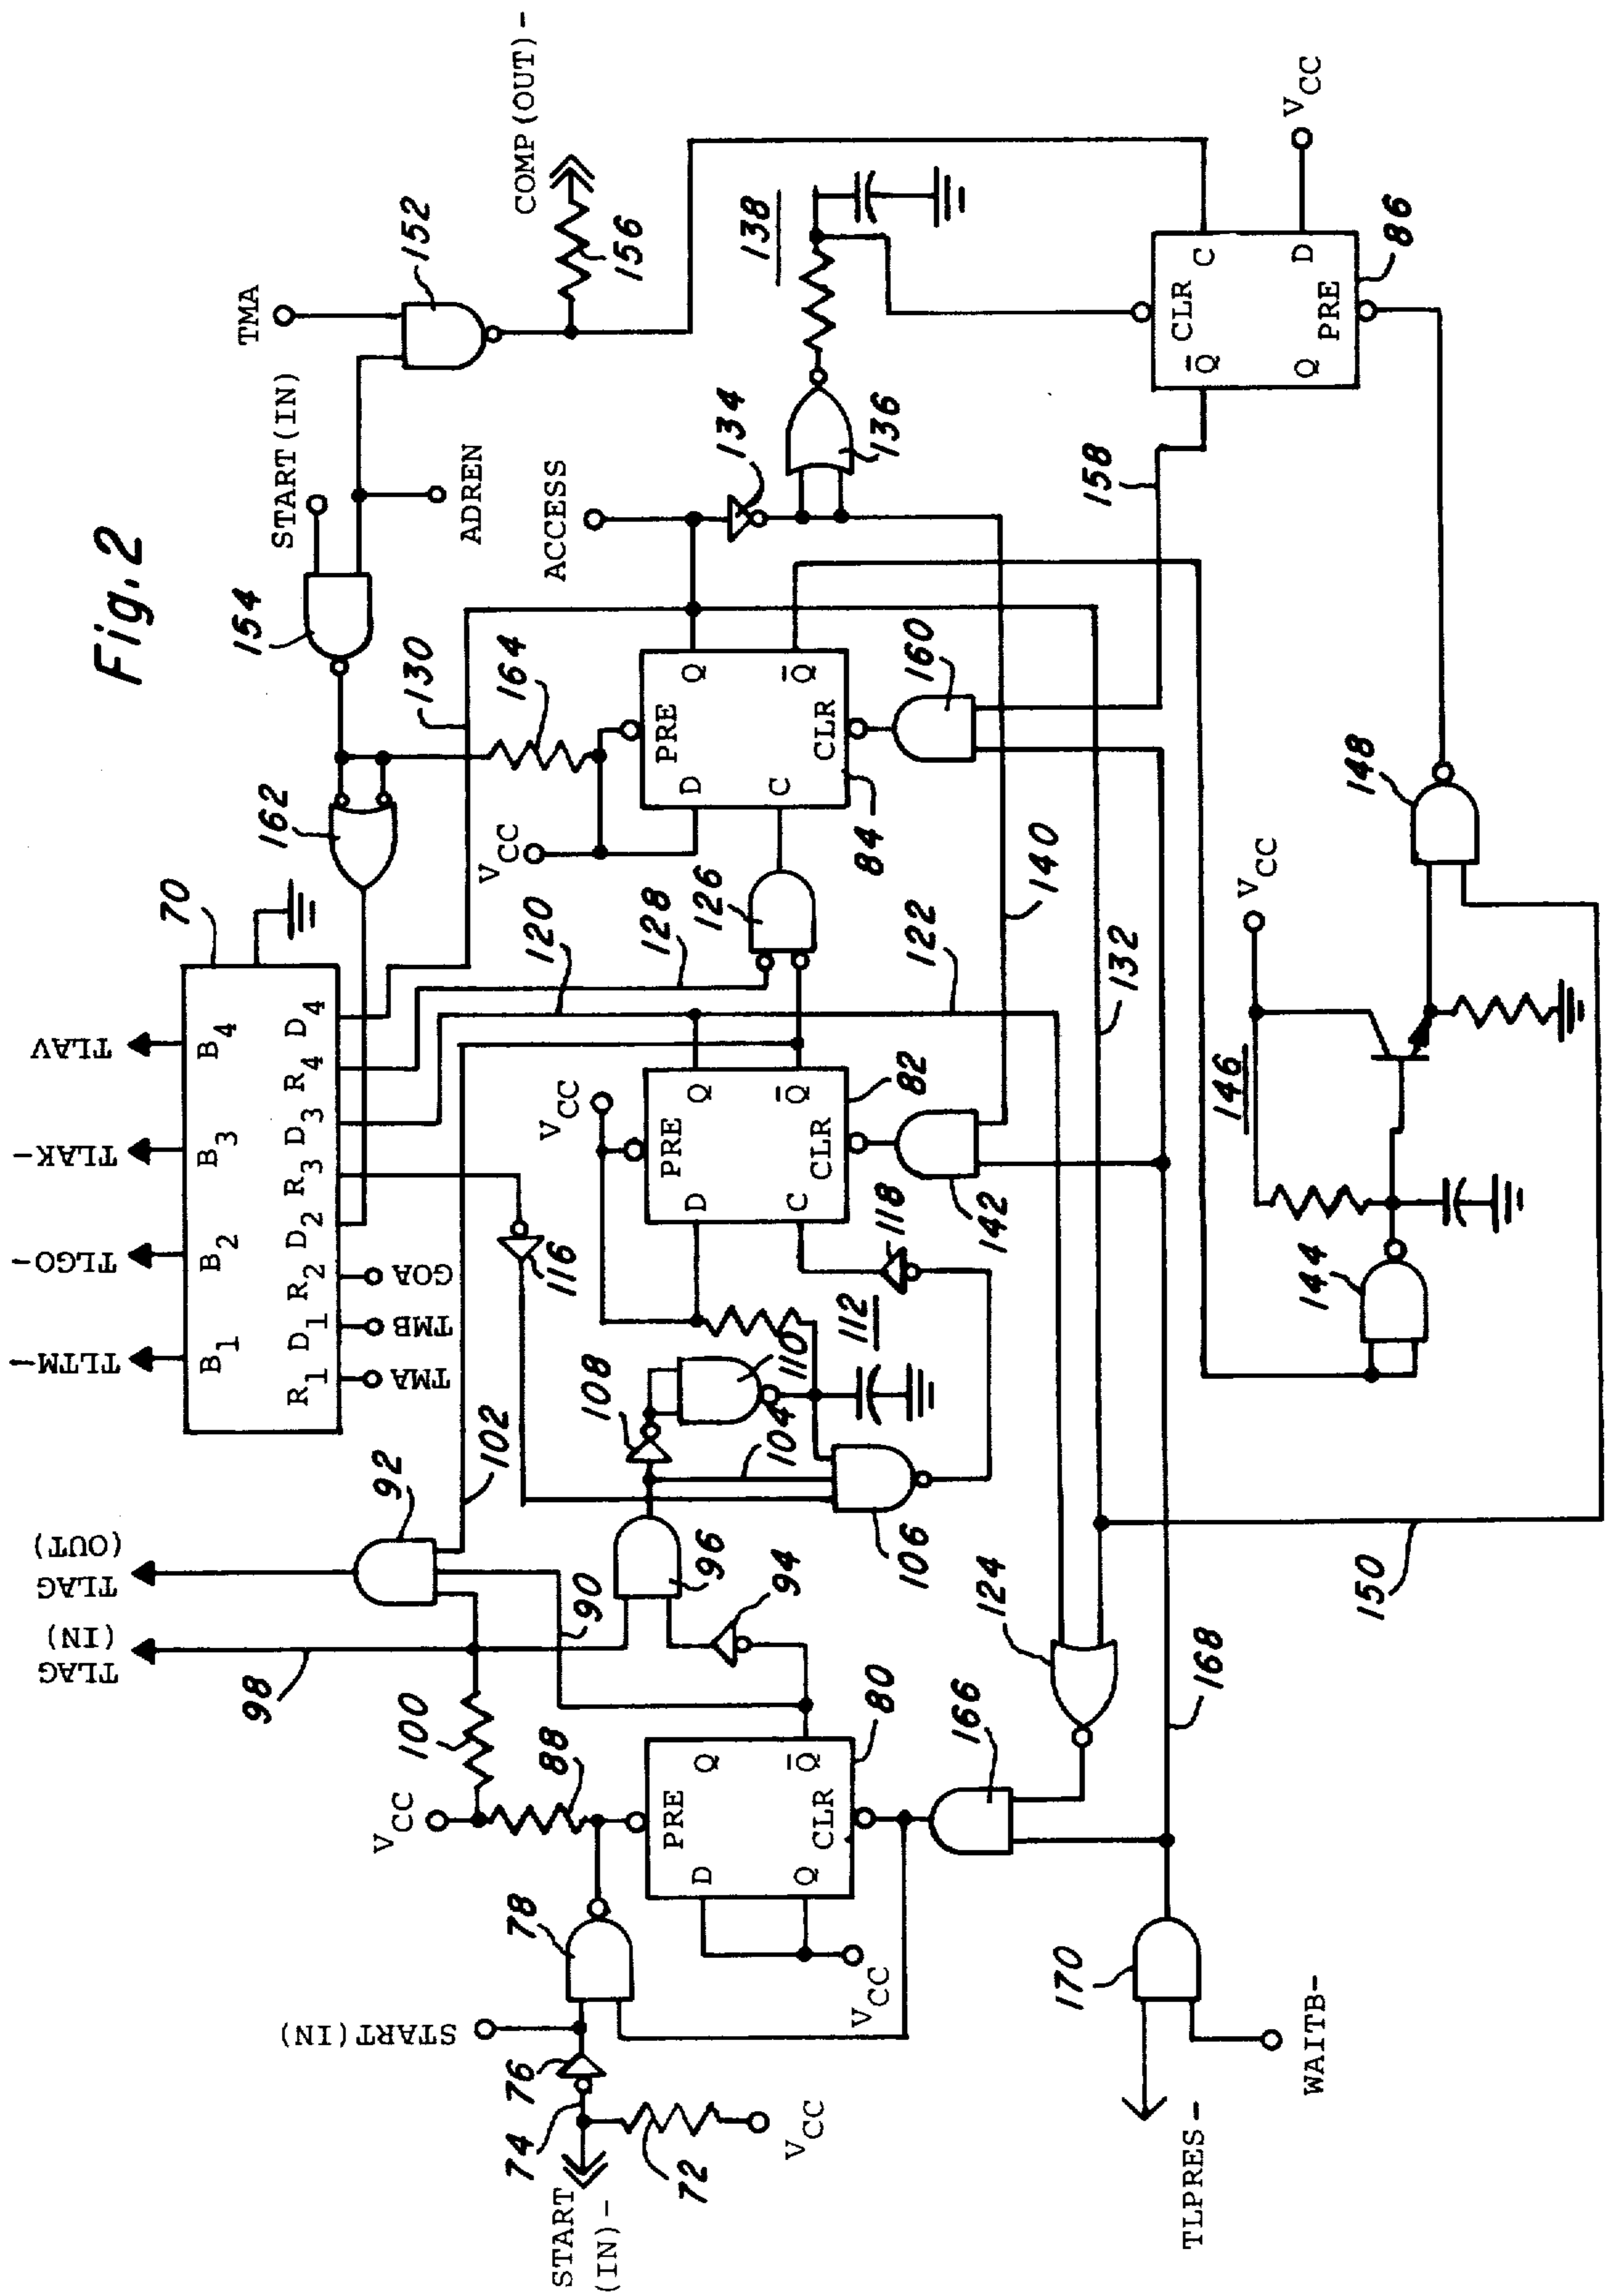 Fig. 2
TLTM-
TLGO-
TLAK-
TLAV
B1
B2
B3
B4
R1
D1
R2
D2
R3
D3
R4
D4
70
TMA
TMB
GOA
TLAG
(IN)
TLAG
(OUT)
98
92
102
90
100
88
VCC
START
(IN)-
74
76
72
VCC
START(IN)
78
PRE
D
Q
Q
Q̅
CLR
80
VCC
94
96
108
104
110
112
106
116
118
VCC
PRE
D
Q
C
Q̅
CLR
82
142
120
128
126
122
162
154
START(IN)
ADREN
130
164
VCC
PRE
D
Q
C
Q̅
CLR
84
160
140
132
TMA
152
COMP(OUT)-
156
ACCESS
134
136
138
158
CLR
C
Q̅
D
Q
PRE
86
VCC
124
166
168
170
TLPRES-
WAITB-
150
144
146
VCC
148